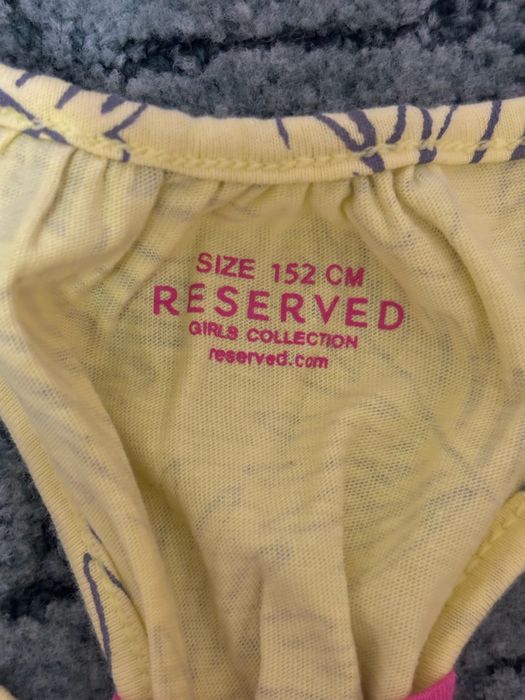 SIZE 152 CM
RESERVED
GIRLS COLLECTION
reserved.com